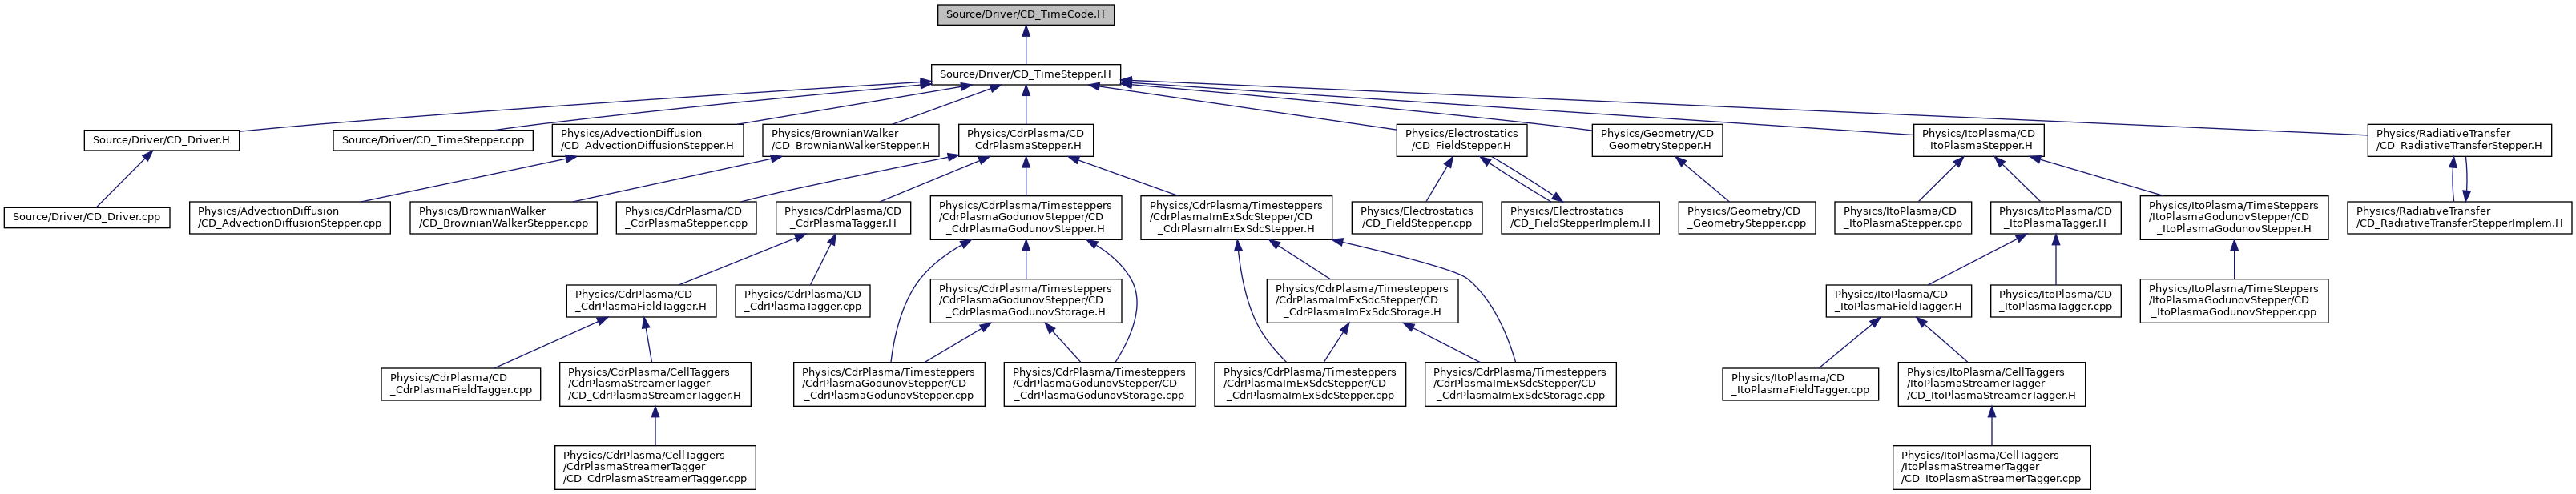 Source/Driver/CD_TimeCode.H
Source/Driver/CD_TimeStepper.H
Source/Driver/CD_Driver.H
Source/Driver/CD_TimeStepper.cpp
Physics/AdvectionDiffusion
/CD_AdvectionDiffusionStepper.H
Physics/BrownianWalker
/CD_BrownianWalkerStepper.H
Physics/CdrPlasma/CD
_CdrPlasmaStepper.H
Physics/Electrostatics
/CD_FieldStepper.H
Physics/Geometry/CD
_GeometryStepper.H
Physics/ItoPlasma/CD
_ItoPlasmaStepper.H
Physics/RadiativeTransfer
/CD_RadiativeTransferStepper.H
Source/Driver/CD_Driver.cpp
Physics/AdvectionDiffusion
/CD_AdvectionDiffusionStepper.cpp
Physics/BrownianWalker
/CD_BrownianWalkerStepper.cpp
Physics/CdrPlasma/CD
_CdrPlasmaStepper.cpp
Physics/CdrPlasma/CD
_CdrPlasmaTagger.H
Physics/CdrPlasma/Timesteppers
/CdrPlasmaGodunovStepper/CD
_CdrPlasmaGodunovStepper.H
Physics/CdrPlasma/Timesteppers
/CdrPlasmaImExSdcStepper/CD
_CdrPlasmaImExSdcStepper.H
Physics/Electrostatics
/CD_FieldStepper.cpp
Physics/Electrostatics
/CD_FieldStepperImplem.H
Physics/Geometry/CD
_GeometryStepper.cpp
Physics/ItoPlasma/CD
_ItoPlasmaStepper.cpp
Physics/ItoPlasma/CD
_ItoPlasmaTagger.H
Physics/ItoPlasma/TimeSteppers
/ItoPlasmaGodunovStepper/CD
_ItoPlasmaGodunovStepper.H
Physics/RadiativeTransfer
/CD_RadiativeTransferStepperImplem.H
Physics/CdrPlasma/CD
_CdrPlasmaFieldTagger.H
Physics/CdrPlasma/CD
_CdrPlasmaTagger.cpp
Physics/CdrPlasma/Timesteppers
/CdrPlasmaGodunovStepper/CD
_CdrPlasmaGodunovStorage.H
Physics/CdrPlasma/Timesteppers
/CdrPlasmaImExSdcStepper/CD
_CdrPlasmaImExSdcStorage.H
Physics/ItoPlasma/CD
_ItoPlasmaFieldTagger.H
Physics/ItoPlasma/CD
_ItoPlasmaTagger.cpp
Physics/ItoPlasma/TimeSteppers
/ItoPlasmaGodunovStepper/CD
_ItoPlasmaGodunovStepper.cpp
Physics/CdrPlasma/CD
_CdrPlasmaFieldTagger.cpp
Physics/CdrPlasma/CellTaggers
/CdrPlasmaStreamerTagger
/CD_CdrPlasmaStreamerTagger.H
Physics/CdrPlasma/Timesteppers
/CdrPlasmaGodunovStepper/CD
_CdrPlasmaGodunovStepper.cpp
Physics/CdrPlasma/Timesteppers
/CdrPlasmaGodunovStepper/CD
_CdrPlasmaGodunovStorage.cpp
Physics/CdrPlasma/Timesteppers
/CdrPlasmaImExSdcStepper/CD
_CdrPlasmaImExSdcStepper.cpp
Physics/CdrPlasma/Timesteppers
/CdrPlasmaImExSdcStepper/CD
_CdrPlasmaImExSdcStorage.cpp
Physics/ItoPlasma/CD
_ItoPlasmaFieldTagger.cpp
Physics/ItoPlasma/CellTaggers
/ItoPlasmaStreamerTagger
/CD_ItoPlasmaStreamerTagger.H
Physics/CdrPlasma/CellTaggers
/CdrPlasmaStreamerTagger
/CD_CdrPlasmaStreamerTagger.cpp
Physics/ItoPlasma/CellTaggers
/ItoPlasmaStreamerTagger
/CD_ItoPlasmaStreamerTagger.cpp